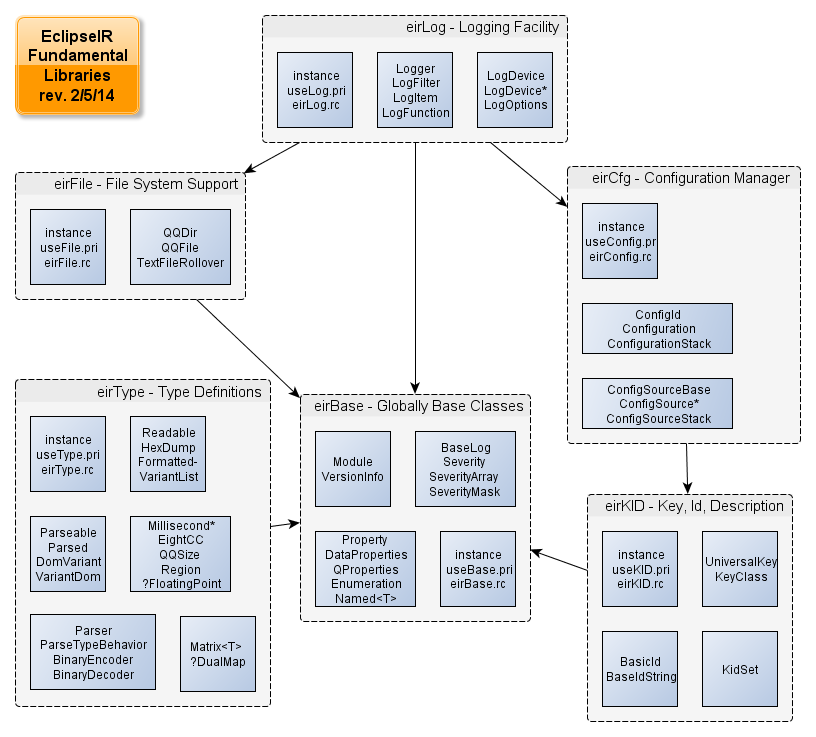 EclipseIR
Fundamental
Libraries
rev. 2/5/14
eirLog - Logging Facility
instance
useLog.pri
eirLog.rc
Logger
LogFilter
LogItem
LogFunction
LogDevice
LogDevice*
LogOptions
eirFile - File System Support
instance
useFile.pri
eirFile.rc
QQDir
QQFile
TextFileRollover
eirCfg - Configuration Manager
instance
useConfig.pr
eirConfig.rc
ConfigId
Configuration
ConfigurationStack
ConfigSourceBase
ConfigSource*
ConfigSourceStack
eirType - Type Definitions
instance
useType.pri
eirType.rc
Readable
HexDump
Formatted-
VariantList
Parseable
Parsed
DomVariant
VariantDom
Millisecond*
EightCC
QQSize
Region
?FloatingPoint
Parser
ParseTypeBehavior
BinaryEncoder
BinaryDecoder
Matrix<T>
?DualMap
eirBase - Globally Base Classes
Module
VersionInfo
BaseLog
Severity
SeverityArray
SeverityMask
Property
DataProperties
QProperties
Enumeration
Named<T>
instance
useBase.pri
eirBase.rc
eirKID - Key, Id, Description
instance
useKID.pri
eirKID.rc
UniversalKey
KeyClass
BasicId
BaseIdString
KidSet